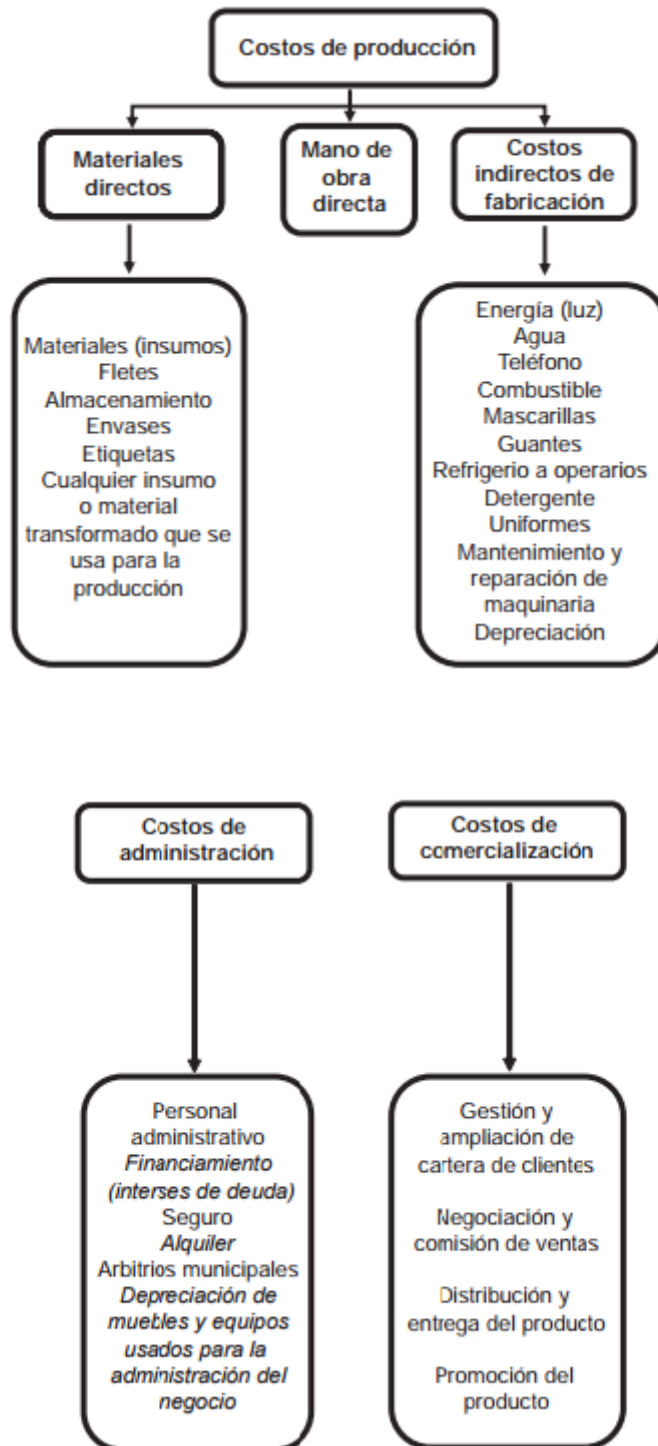 Costos de producción
Materiales
directos
Mano de
obra
directa
Costos
indirectos de
fabricación
Materiales (insumos)
Fletes
Almacenamiento
Envases
Etiquetas
Cualquier insumo
o material
transformado que se
usa para la
producción
Energía (luz)
Agua
Teléfono
Combustible
Mascarillas
Guantes
Refrigerio a operarios
Detergente
Uniformes
Mantenimiento y
reparación de
maquinaria
Depreciación
Costos de
administración
Costos de
comercialización
Personal
administrativo
Financiamiento
(interses de deuda)
Seguro
Alquiler
Arbitrios municipales
Depreciación de
muebles y equipos
usados para la
administración del
negocio
Gestión y
ampliación de
cartera de clientes
Negociación y
comisión de ventas
Distribución y
entrega del producto
Promoción del
producto